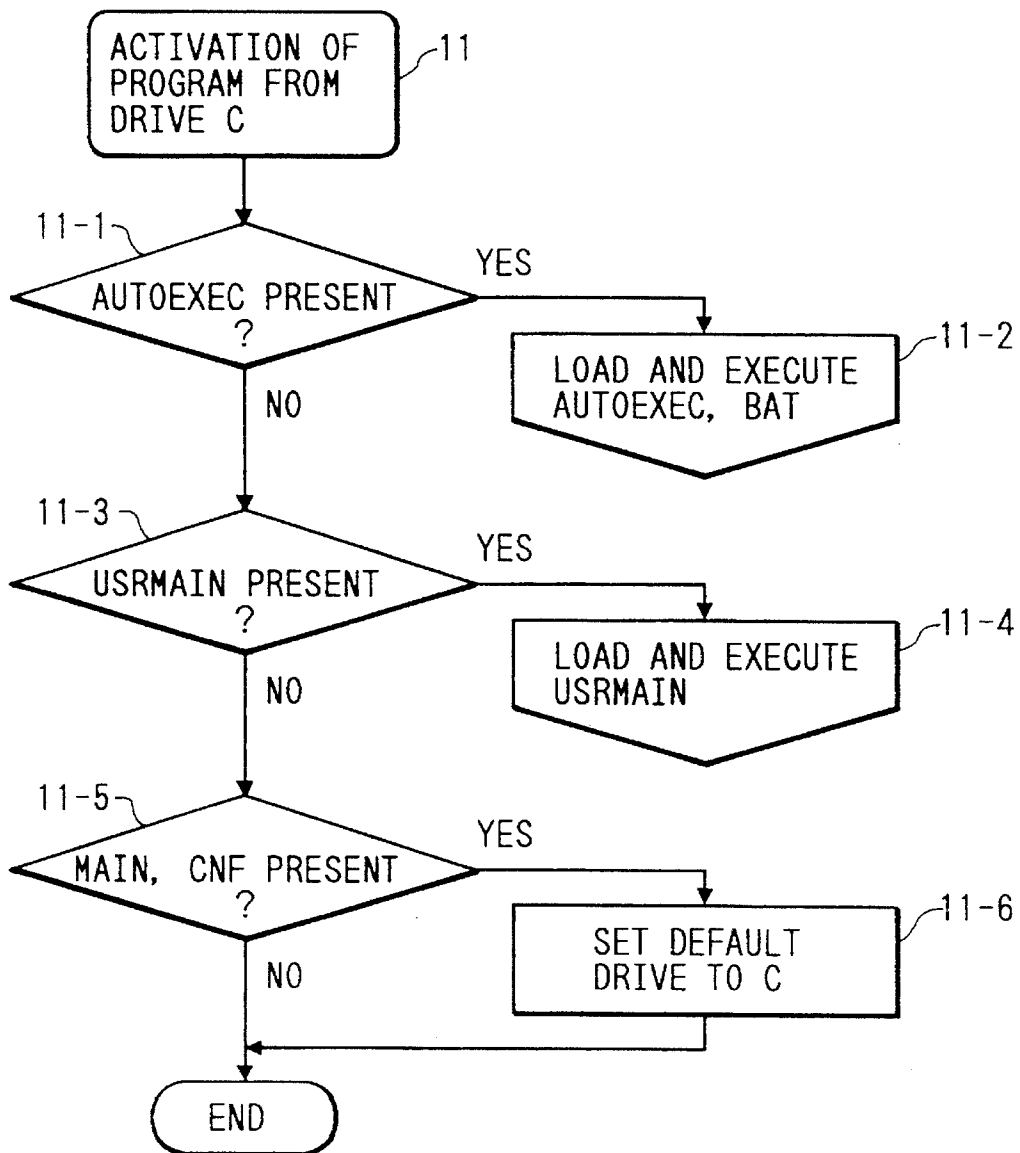 ACTIVATION OF
PROGRAM FROM
DRIVE C
11
11-1
AUTOEXEC PRESENT
?
YES
NO
11-2
LOAD AND EXECUTE
AUTOEXEC, BAT
11-3
USRMAIN PRESENT
?
YES
NO
11-4
LOAD AND EXECUTE
USRMAIN
11-5
MAIN, CNF PRESENT
?
YES
NO
11-6
SET DEFAULT
DRIVE TO C
END